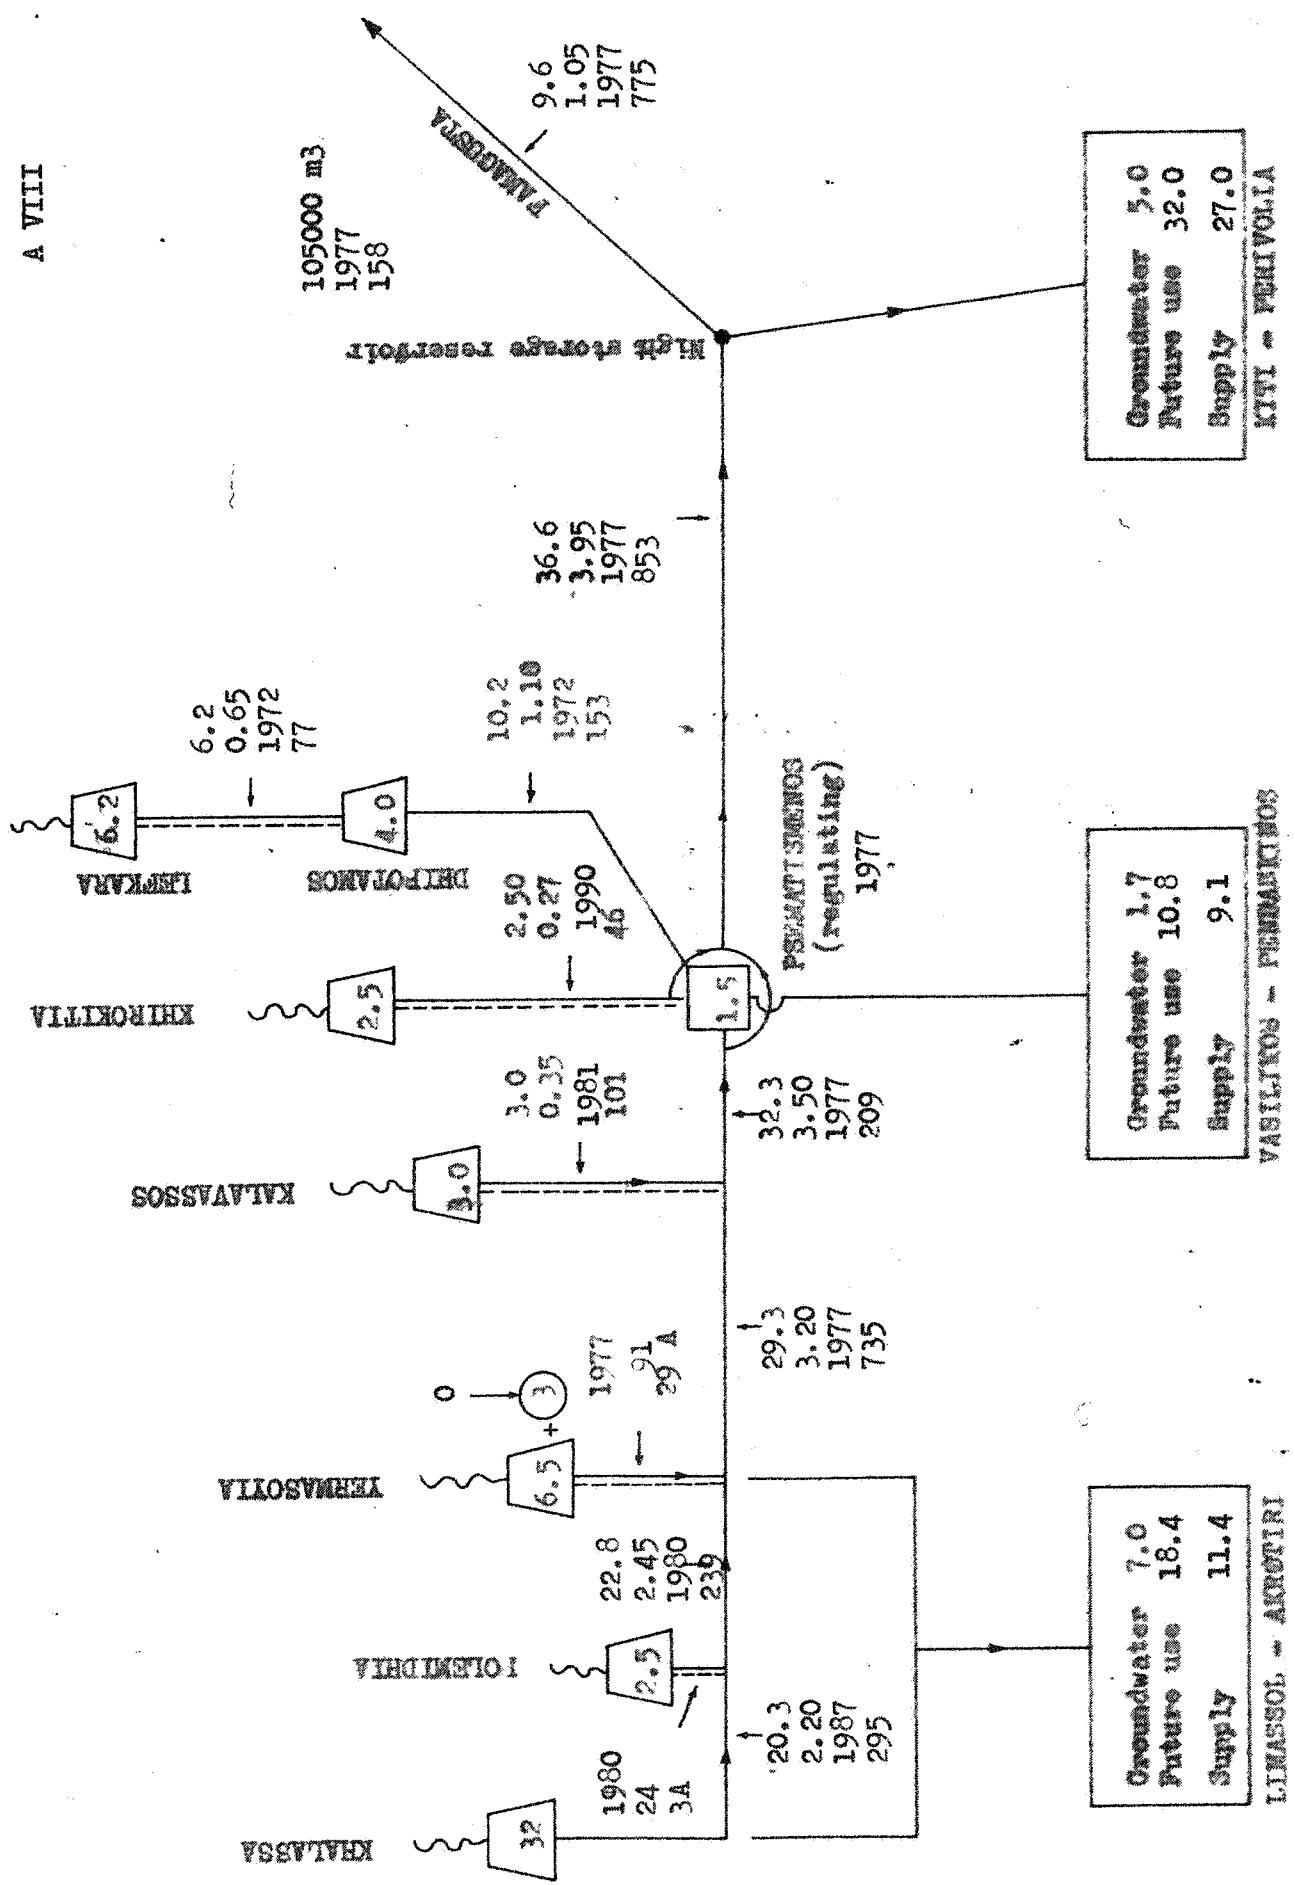 A VIII
KHALASSA
32
1980
24
3A
20.3
2.20
1987
295
POLEMIDHIA
2.5
22.8
2.45
1980
239
YERMASOYIA
6.5
+
3
0
1977
91
29 A
29.3
3.20
1977
735
KALAVASSOS
3.0
3.0
0.35
1981
101
32.3
3.50
1977
209
KHIROKITIA
2.5
2.50
0.27
1990
46
1.5
PSEMATISMENOS
(regulating)
1977
LEFKARA
6.2
6.2
0.65
1972
77
DHIPOTAMOS
4.0
10.2
1.10
1972
153
36.6
3.95
1977
853
Night storage reservoir
105000 m3
1977
158
FAMAGUSTA
9.6
1.05
1977
775
Groundwater 7.0
Future use 18.4
Supply 11.4
LIMASSOL - AKROTIRI
Groundwater 1.7
Future use 10.8
Supply 9.1
VASILIKOS - PENDASKINOS
Groundwater 5.0
Future use 32.0
Supply 27.0
KITI - PERIVOLIA